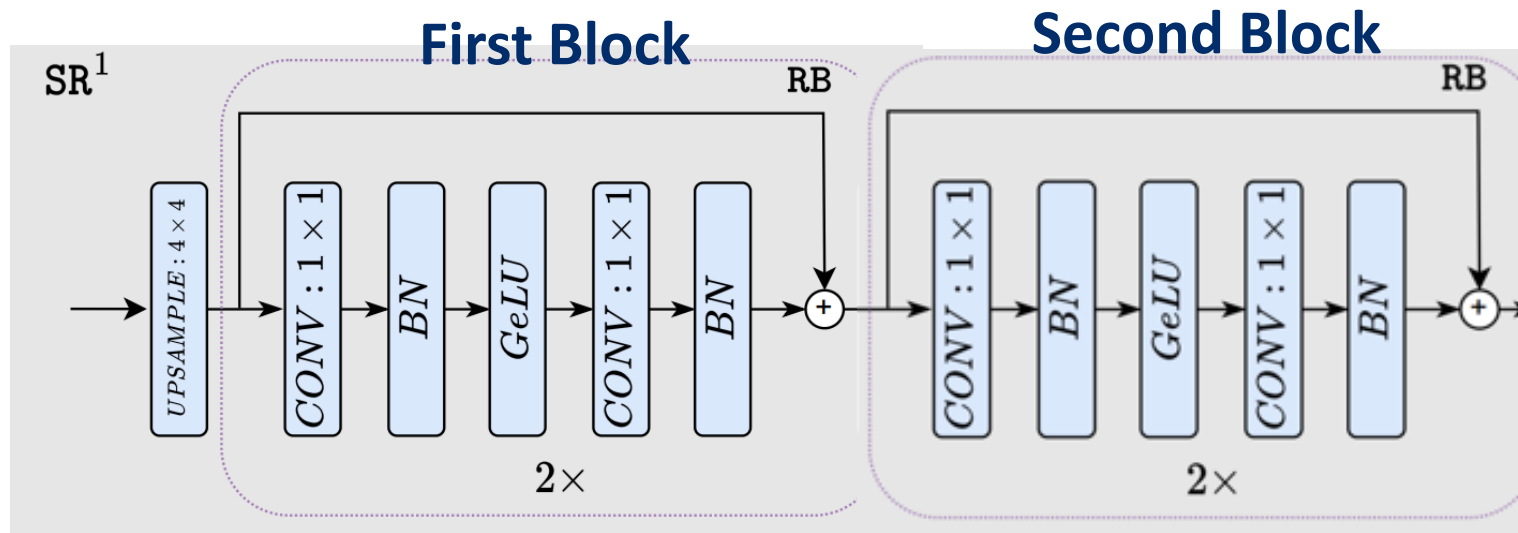 First Block
Second Block
SR¹
RB
RB
UPSAMPLE : 4 × 4
CONV : 1 × 1
BN
GeLU
CONV : 1 × 1
BN
+
CONV : 1 × 1
BN
GeLU
CONV : 1 × 1
BN
+
2×
2×